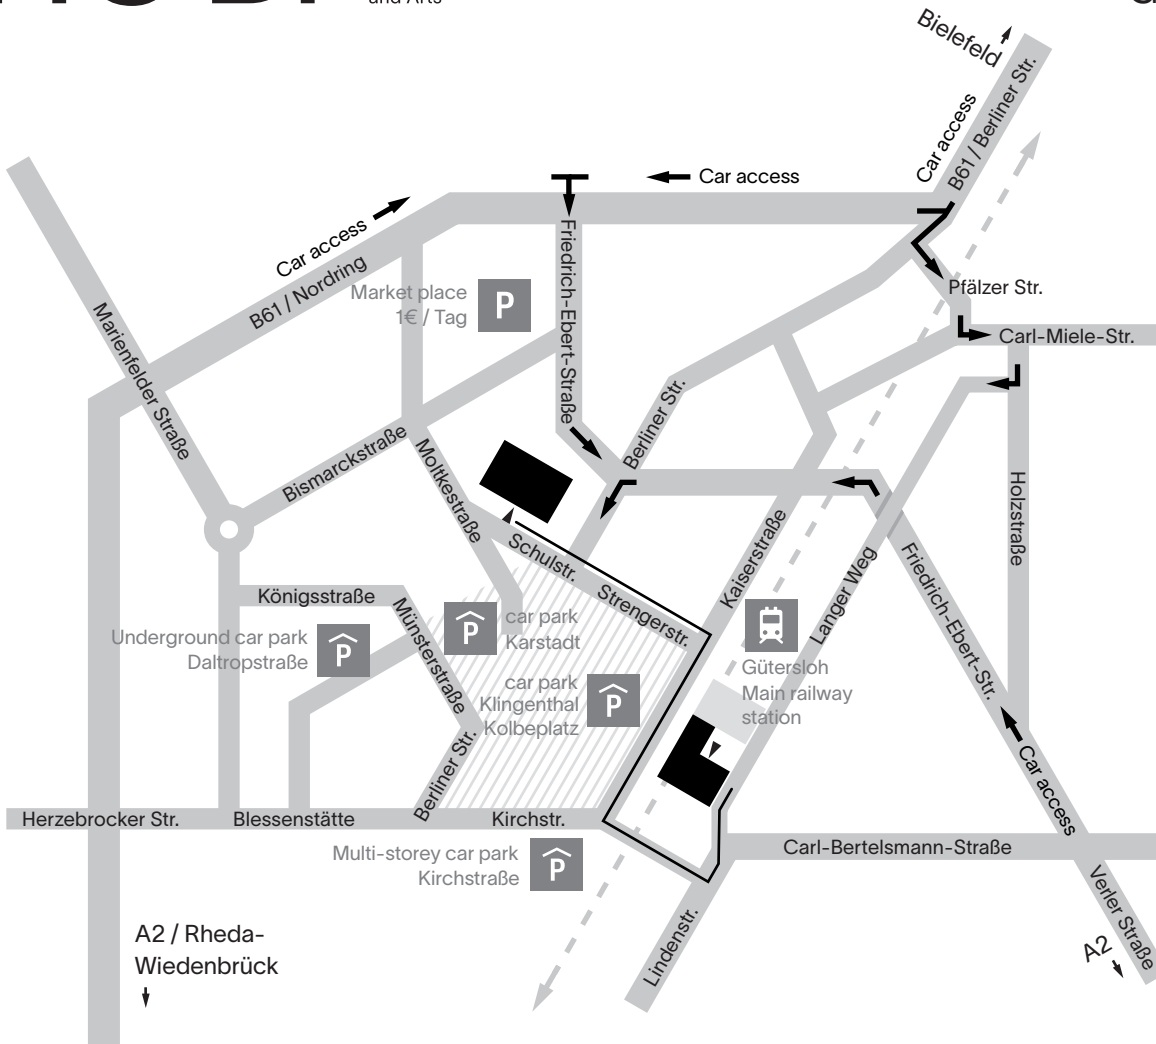 and Arts
Bielefeld
B61 / Berliner Str.
Car access
Car access
Car access
B61 / Nordring
Friedrich-Ebert-Straße
Market place
1€ / Tag
P
Pfälzer Str.
Carl-Miele-Str.
Marienfelder Straße
Bismarckstraße
Moltkestraße
Berliner Str.
Holzstraße
Schulstr.
Strengerstr.
Kaiserstraße
Langer Weg
Friedrich-Ebert-Str.
Königsstraße
Münsterstraße
Underground car park
Daltropstraße
P
P
car park
Karstadt
car park
Klingenthal
Kolbeplatz
P
Gütersloh
Main railway
station
Berliner Str.
Car access
Herzebrocker Str.
Blessenstätte
Kirchstr.
Multi-storey car park
Kirchstraße
P
Carl-Bertelsmann-Straße
Verler Straße
A2
Lindenstr.
A2 / Rheda-
Wiedenbrück